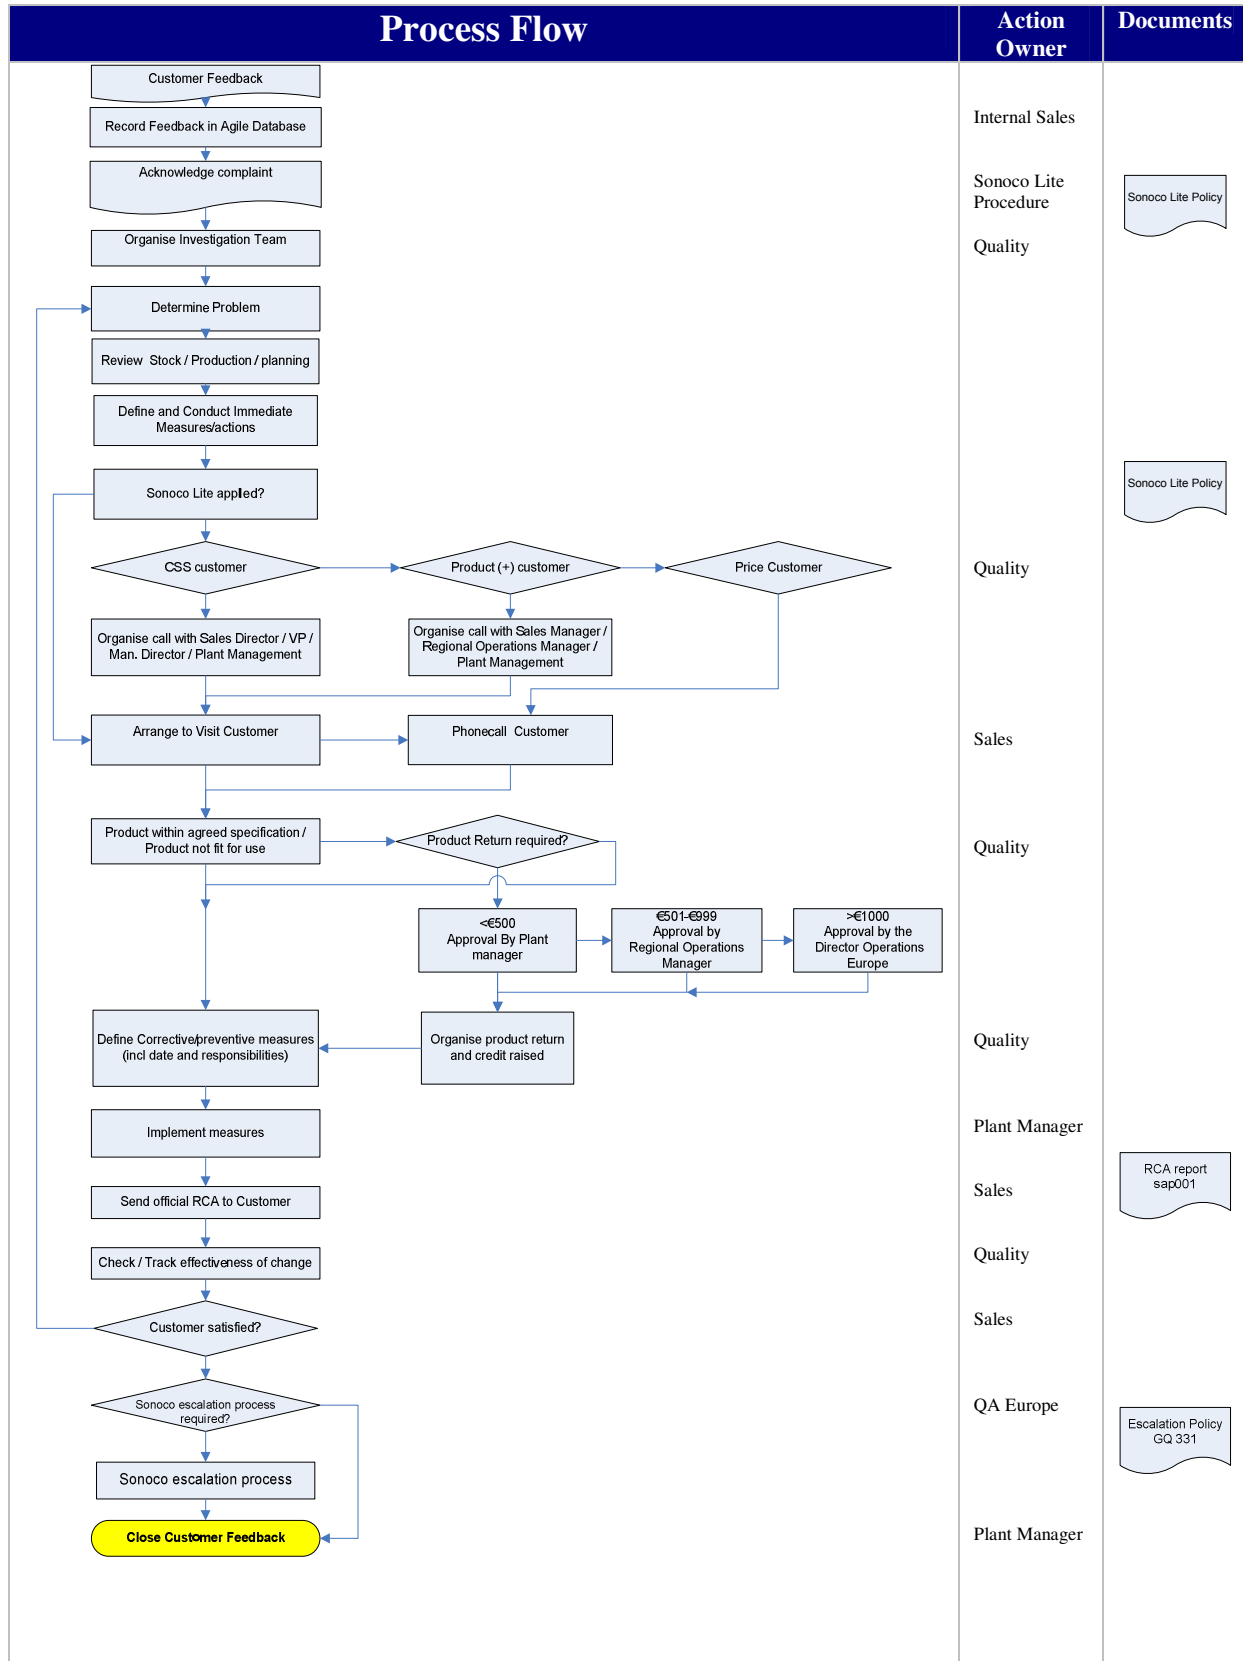 Process Flow
Action
Owner
Documents
Customer Feedback
Record Feedback in Agile Database
Internal Sales
Acknowledge complaint
Sonoco Lite
Procedure
Sonoco Lite Policy
Organise Investigation Team
Quality
Determine Problem
Review Stock / Production / planning
Define and Conduct Immediate
Measures/actions
Sonoco Lite applied?
Sonoco Lite Policy
CSS customer
Product (+) customer
Price Customer
Quality
Organise call with Sales Director / VP /
Man. Director / Plant Management
Organise call with Sales Manager /
Regional Operations Manager /
Plant Management
Arrange to Visit Customer
Phonecall Customer
Sales
Product within agreed specification /
Product not fit for use
Product Return required?
Quality
<€500
Approval By Plant
manager
€501-€999
Approval by
Regional Operations
Manager
>€1000
Approval by the
Director Operations
Europe
Define Corrective/preventive measures
(incl date and responsibilities)
Organise product return
and credit raised
Quality
Implement measures
Plant Manager
Send official RCA to Customer
Sales
RCA report
sap001
Check / Track effectiveness of change
Quality
Customer satisfied?
Sales
Sonoco escalation process
required?
QA Europe
Escalation Policy
GQ 331
Sonoco escalation process
Close Customer Feedback
Plant Manager